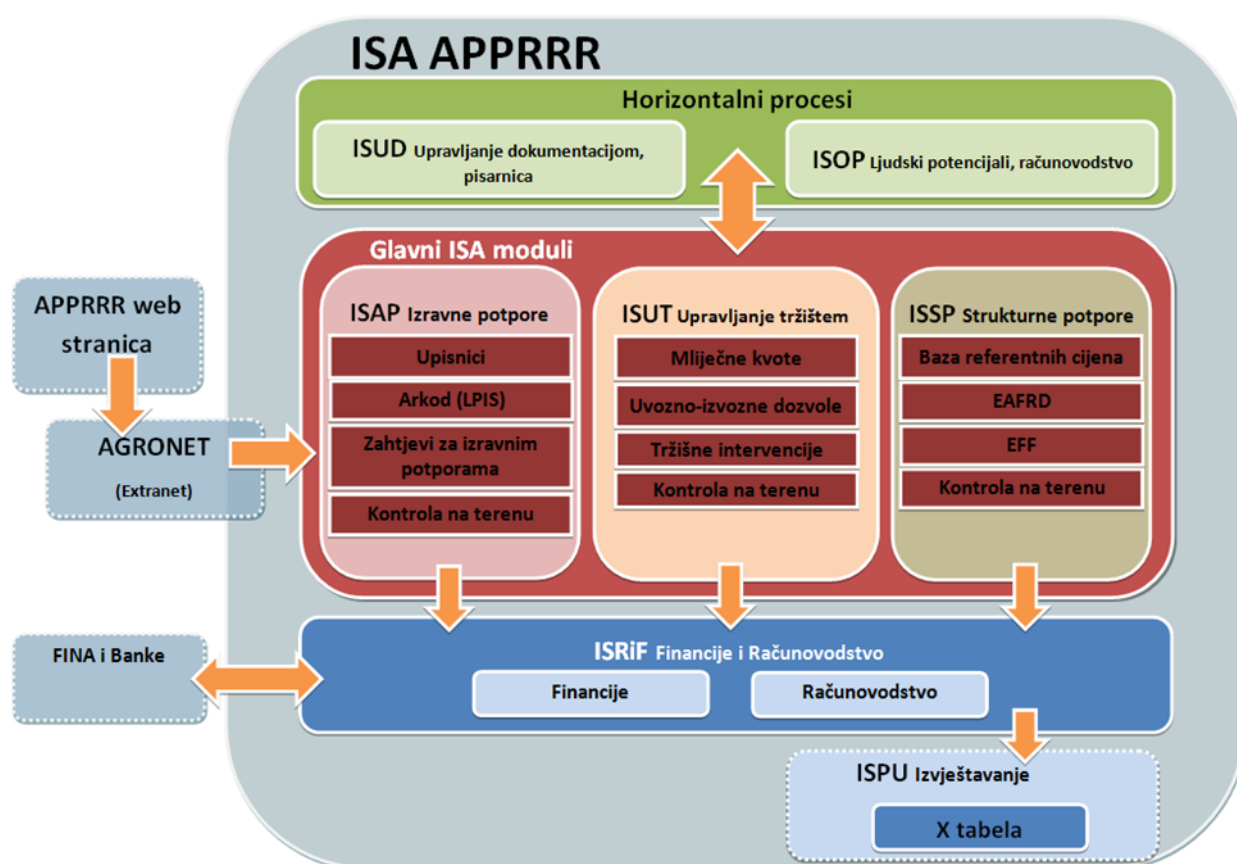 ISA APPRRR
Horizontalni procesi
ISUD Upravljanje dokumentacijom,
pisarnica
ISOP Ljudski potencijali, računovodstvo
Glavni ISA moduli
APPRRR web
stranica
AGRONET
(Extranet)
ISAP Izravne potpore
Upisnici
Arkod (LPIS)
Zahtjevi za izravnim
potporama
Kontrola na terenu
ISUT Upravljanje tržištem
Mliječne kvote
Uvozno-izvozne dozvole
Tržišne intervencije
Kontrola na terenu
ISSP Strukturne potpore
Baza referentnih cijena
EAFRD
EFF
Kontrola na terenu
FINA i Banke
ISRiF Financije i Računovodstvo
Financije
Računovodstvo
ISPU Izvještavanje
X tabela